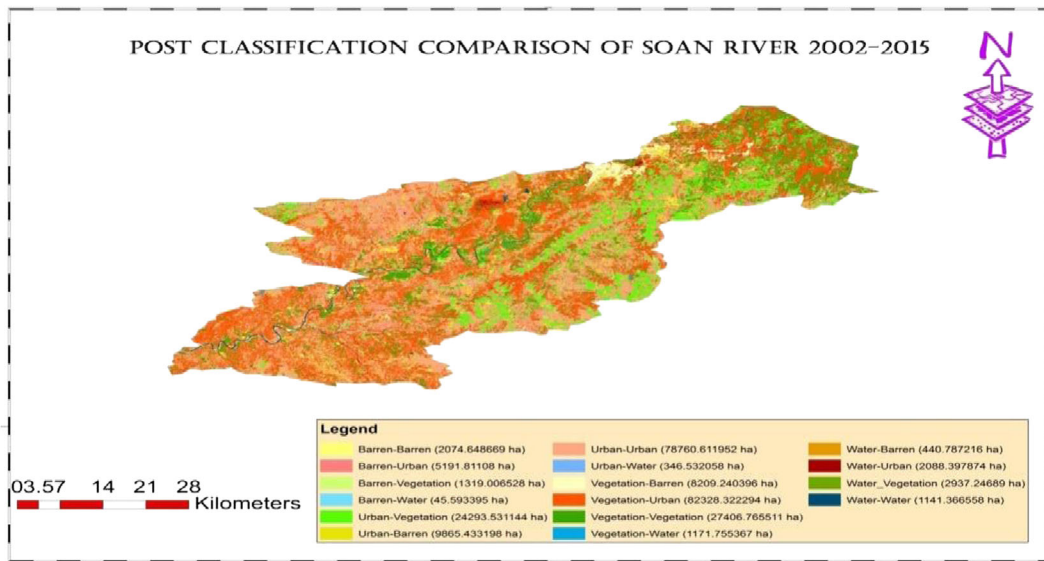 POST CLASSIFICATION COMPARISON OF SOAN RIVER 2002-2015
N
Legend
Barren-Barren (2074.648669 ha)
Barren-Urban (5191.81108 ha)
Barren-Vegetation (1319.006528 ha)
Barren-Water (45.593395 ha)
Urban-Vegetation (24293.531144 ha)
Urban-Barren (9865.433198 ha)
Urban-Urban (78760.611952 ha)
Urban-Water (346.532058 ha)
Vegetation-Barren (8209.240396 ha)
Vegetation-Urban (82328.322294 ha)
Vegetation-Vegetation (27406.765511 ha)
Vegetation-Water (1171.755367 ha)
Water-Barren (440.787216 ha)
Water-Urban (2088.397874 ha)
Water_Vegetation (2937.24689 ha)
Water-Water (1141.366558 ha)
03.57 14 21 28
Kilometers